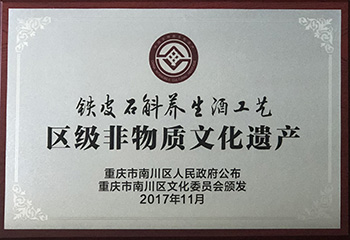 铁皮石斛养生酒工艺
区级非物质文化遗产
重庆市南川区人民政府公布
重庆市南川区文化委员会颁发
2017年11月